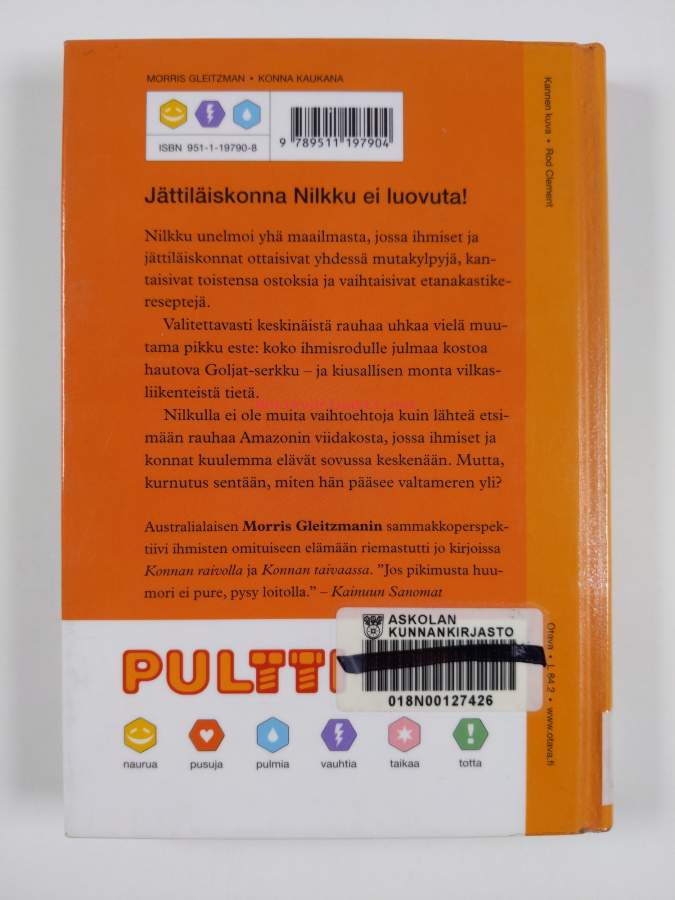 MORRIS GLEITZMAN • KONNA KAUKANA
ISBN 951-1-19790-8
9 789511 197904
Jättiläiskonna Nilkku ei luovuta!
Nilkku unelmoi yhä maailmasta, jossa ihmiset ja
jättiläiskonnat ottaisivat yhdessä mutakylpyjä, kan-
taisivat toistensa ostoksia ja vaihtaisivat etanakastike-
reseptejä.
Valitettavasti keskinäistä rauhaa uhkaa vielä muu-
tama pikku este: koko ihmisrodulle julmaa kostoa
hautova Goljat-serkku – ja kiusallisen monta vilkas-
liikenteistä tietä.
Nilkulla ei ole muita vaihtoehtoja kuin lähteä etsi-
mään rauhaa Amazonin viidakosta, jossa ihmiset ja
konnat kuulemma elävät sovussa keskenään. Mutta,
kurnutus sentään, miten hän pääsee valtameren yli?
Australialaisen Morris Gleitzmanin sammakkoperspek-
tiivi ihmisten omituiseen elämään riemastutti jo kirjoissa
Konnan raivolla ja Konnan taivaassa. ”Jos pikimusta huu-
mori ei pure, pysy loitolla.” – Kainuun Sanomat
ASKOLAN
KUNNANKIRJASTO
018N00127426
PULTT
naurua pusuja pulmia vauhtia taikaa totta
Kannen kuva • Rod Clement
Otava • L 84.2 • www.otava.fi